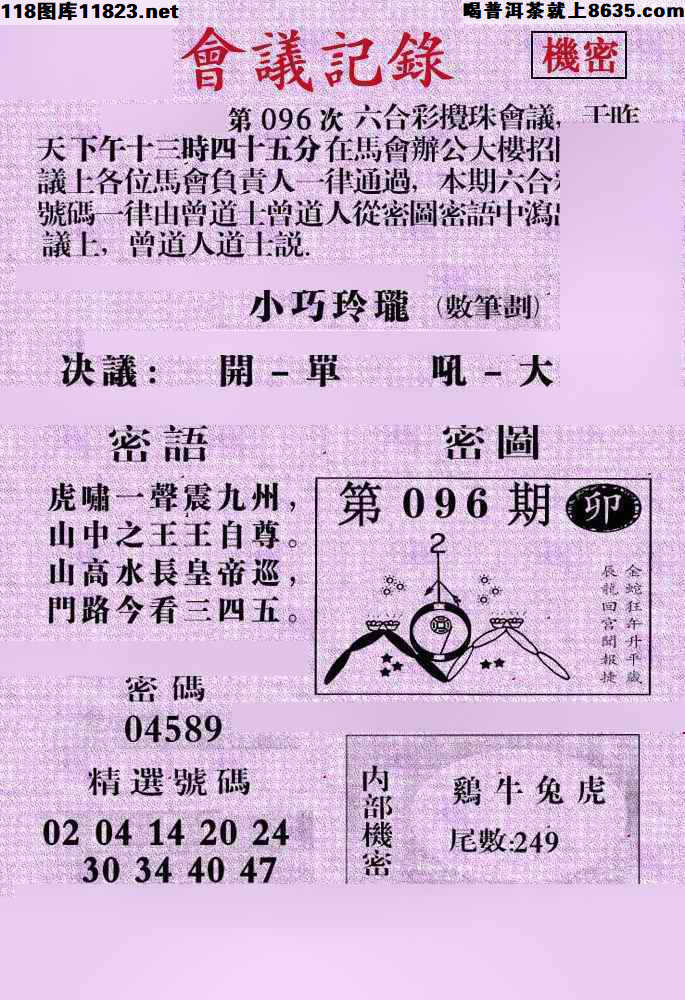 118图库11823.net
喝普洱茶就上8635.com
會議記錄
機密
第096次 六合彩攪珠會議, 于昨
天下午十三時四十五分在馬會辦公大樓招
議上各位馬會負責人一律通過, 本期六合
號碼一律由曾道士曾道人從密圖密語中瀉
議上, 曾道人道士説.
小巧玲瓏 (數筆劃)
决議: 開-單 吼-大
密語
虎嘯一聲震九州,
山中之王王自尊。
山高水長皇帝巡,
門路今看三四五。
密圖
第096期 卯
2
金蛇狂午升平歲
辰龍回宮開報捷
密碼
04589
精選號碼
02 04 14 20 24
30 34 40 47
内部機密
鷄牛兔虎
尾數:249